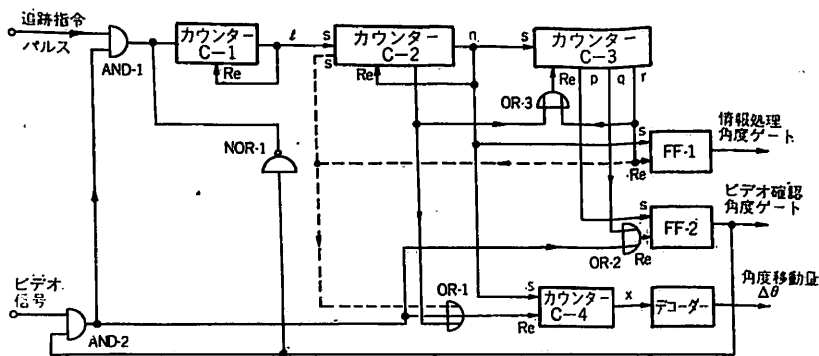 追跡指令
パルス
AND-1
カウンター
C-1
Re
ℓ
s
s
カウンター
C-2
Re
n
s
カウンター
C-3
Re
p
q
r
OR-3
NOR-1
s
FF-1
Re
情報処理
角度ゲート
s
FF-2
Re
ビデオ確認
角度ゲート
OR-2
ビデオ
信号
AND-2
OR-1
s
カウンター
C-4
Re
x
デコーダー
角度移動量
Δθ